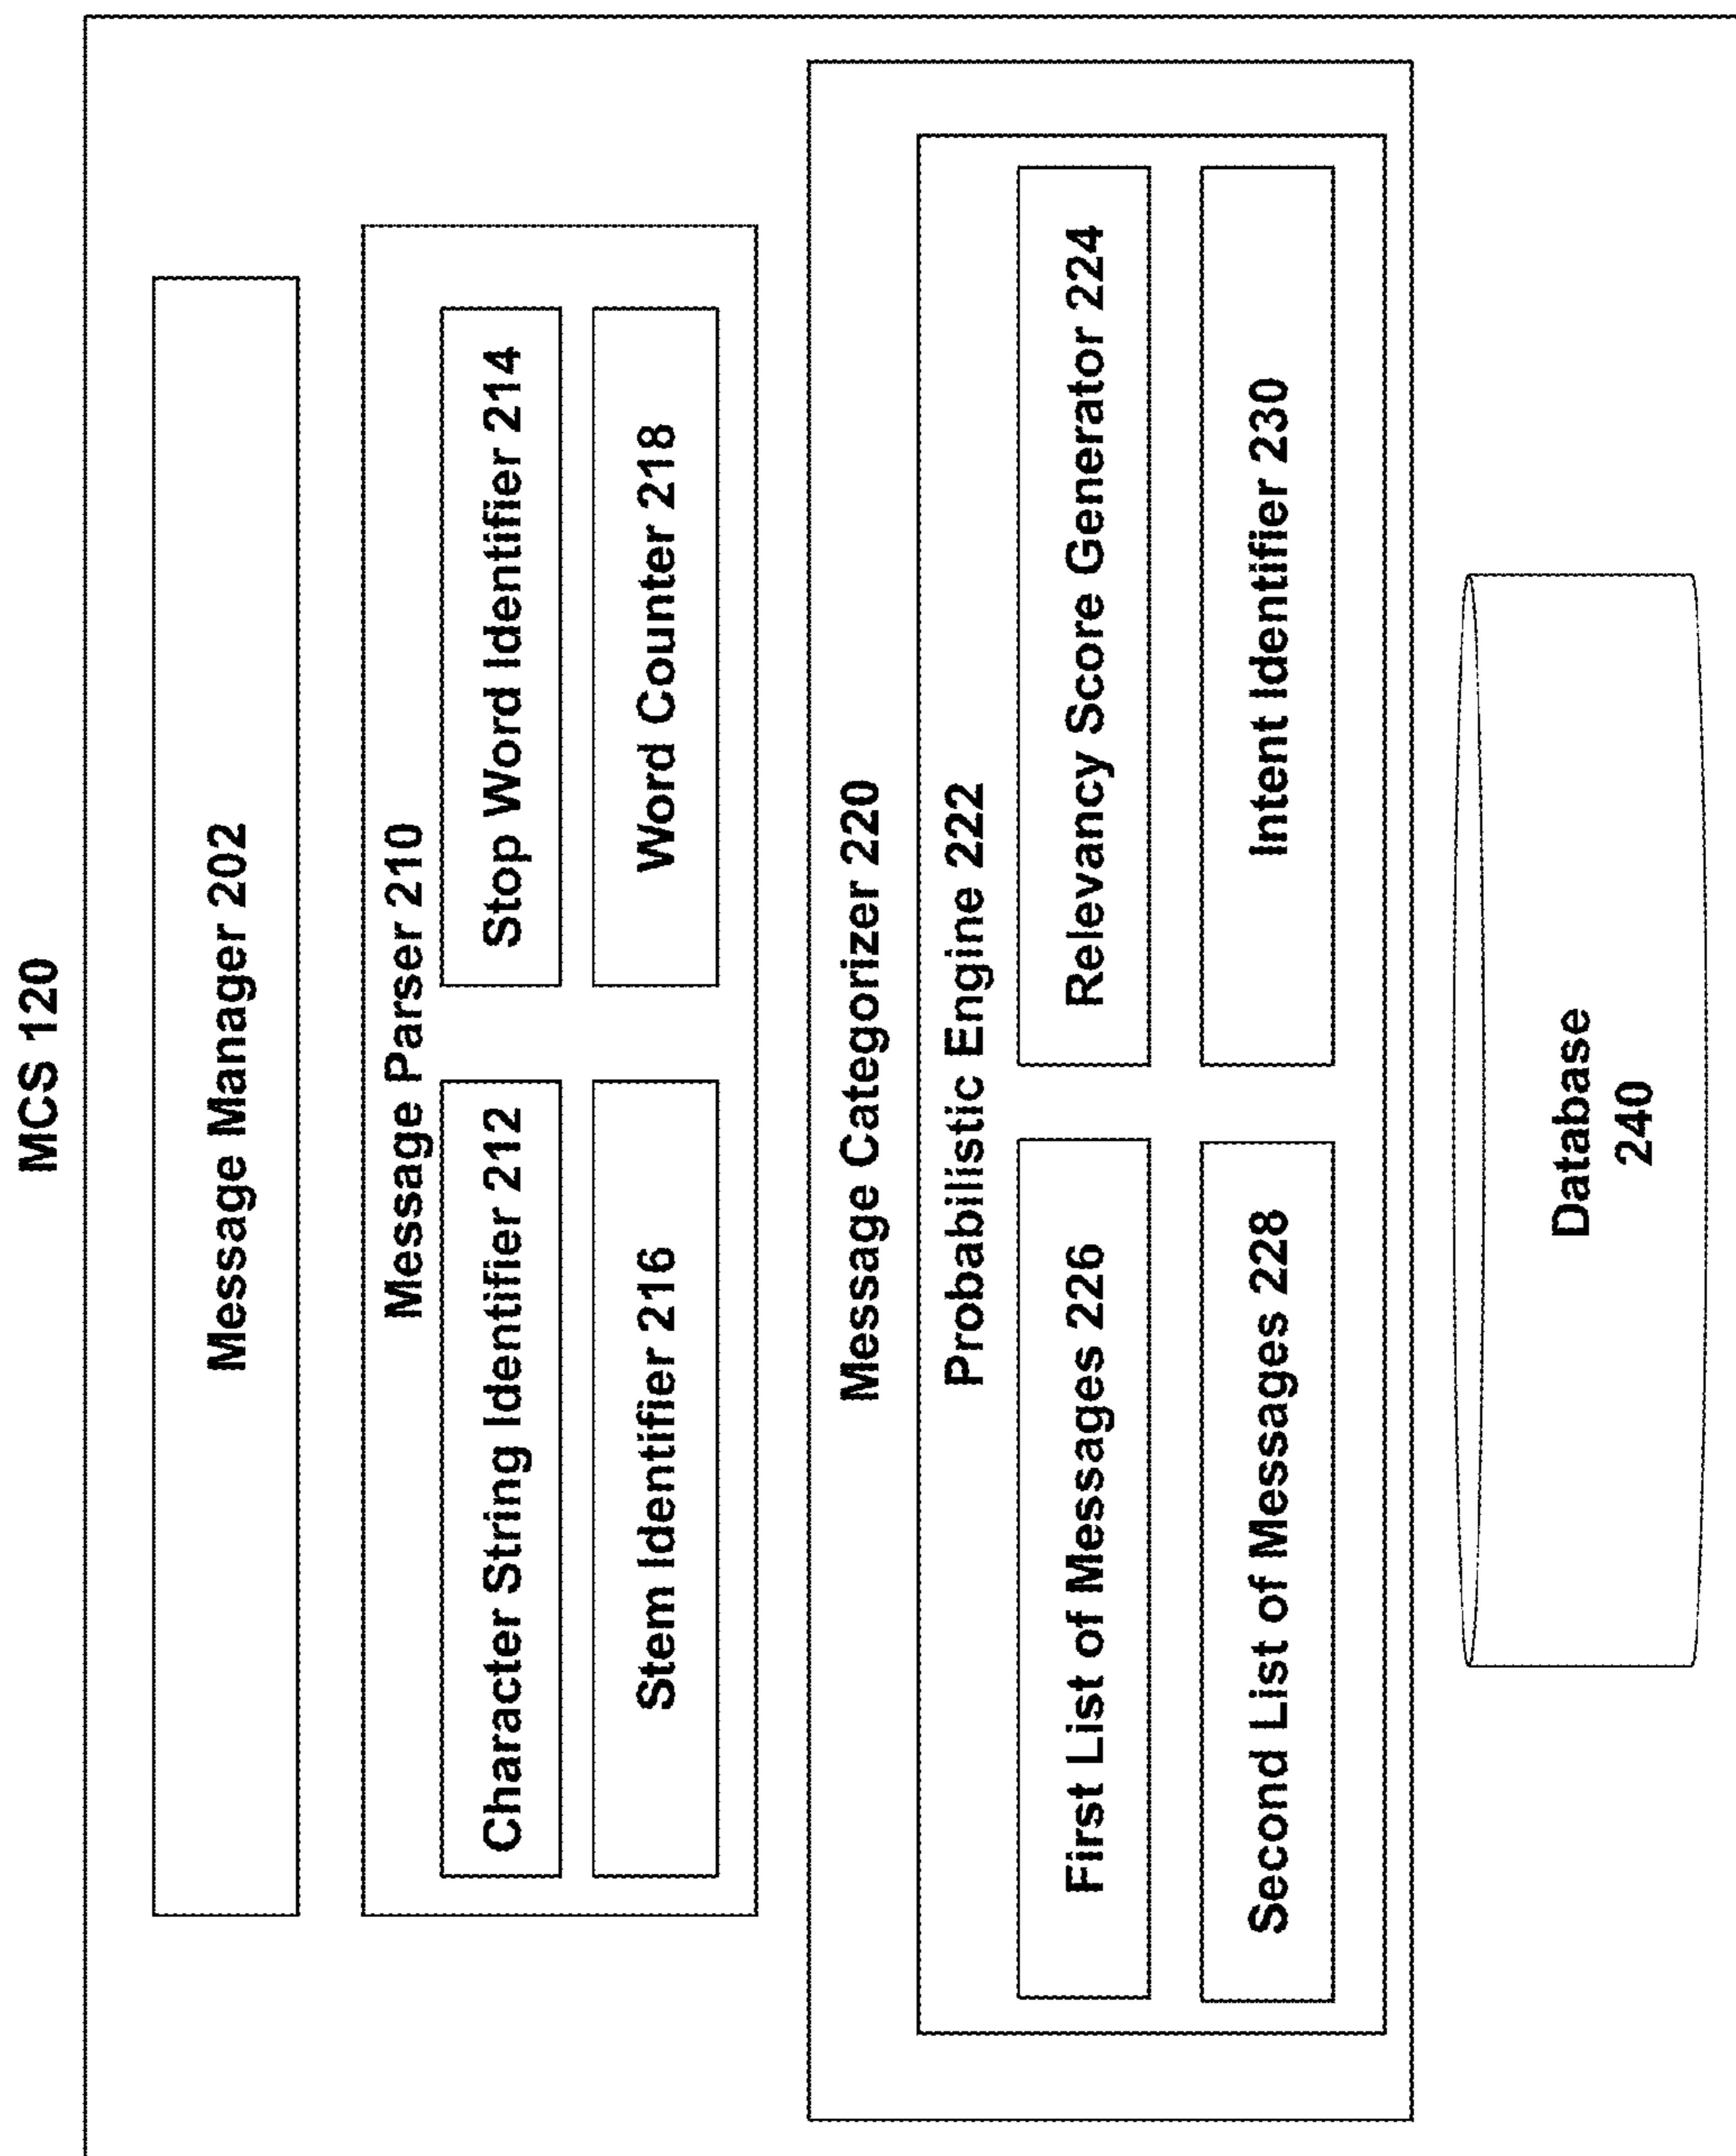 MCS 120
Message Manager 202
Message Parser 210
Character String Identifier 212
Stop Word Identifier 214
Stem Identifier 216
Word Counter 218
Message Categorizer 220
Probabilistic Engine 222
First List of Messages 226
Relevancy Score Generator 224
Second List of Messages 228
Intent Identifier 230
Database
240